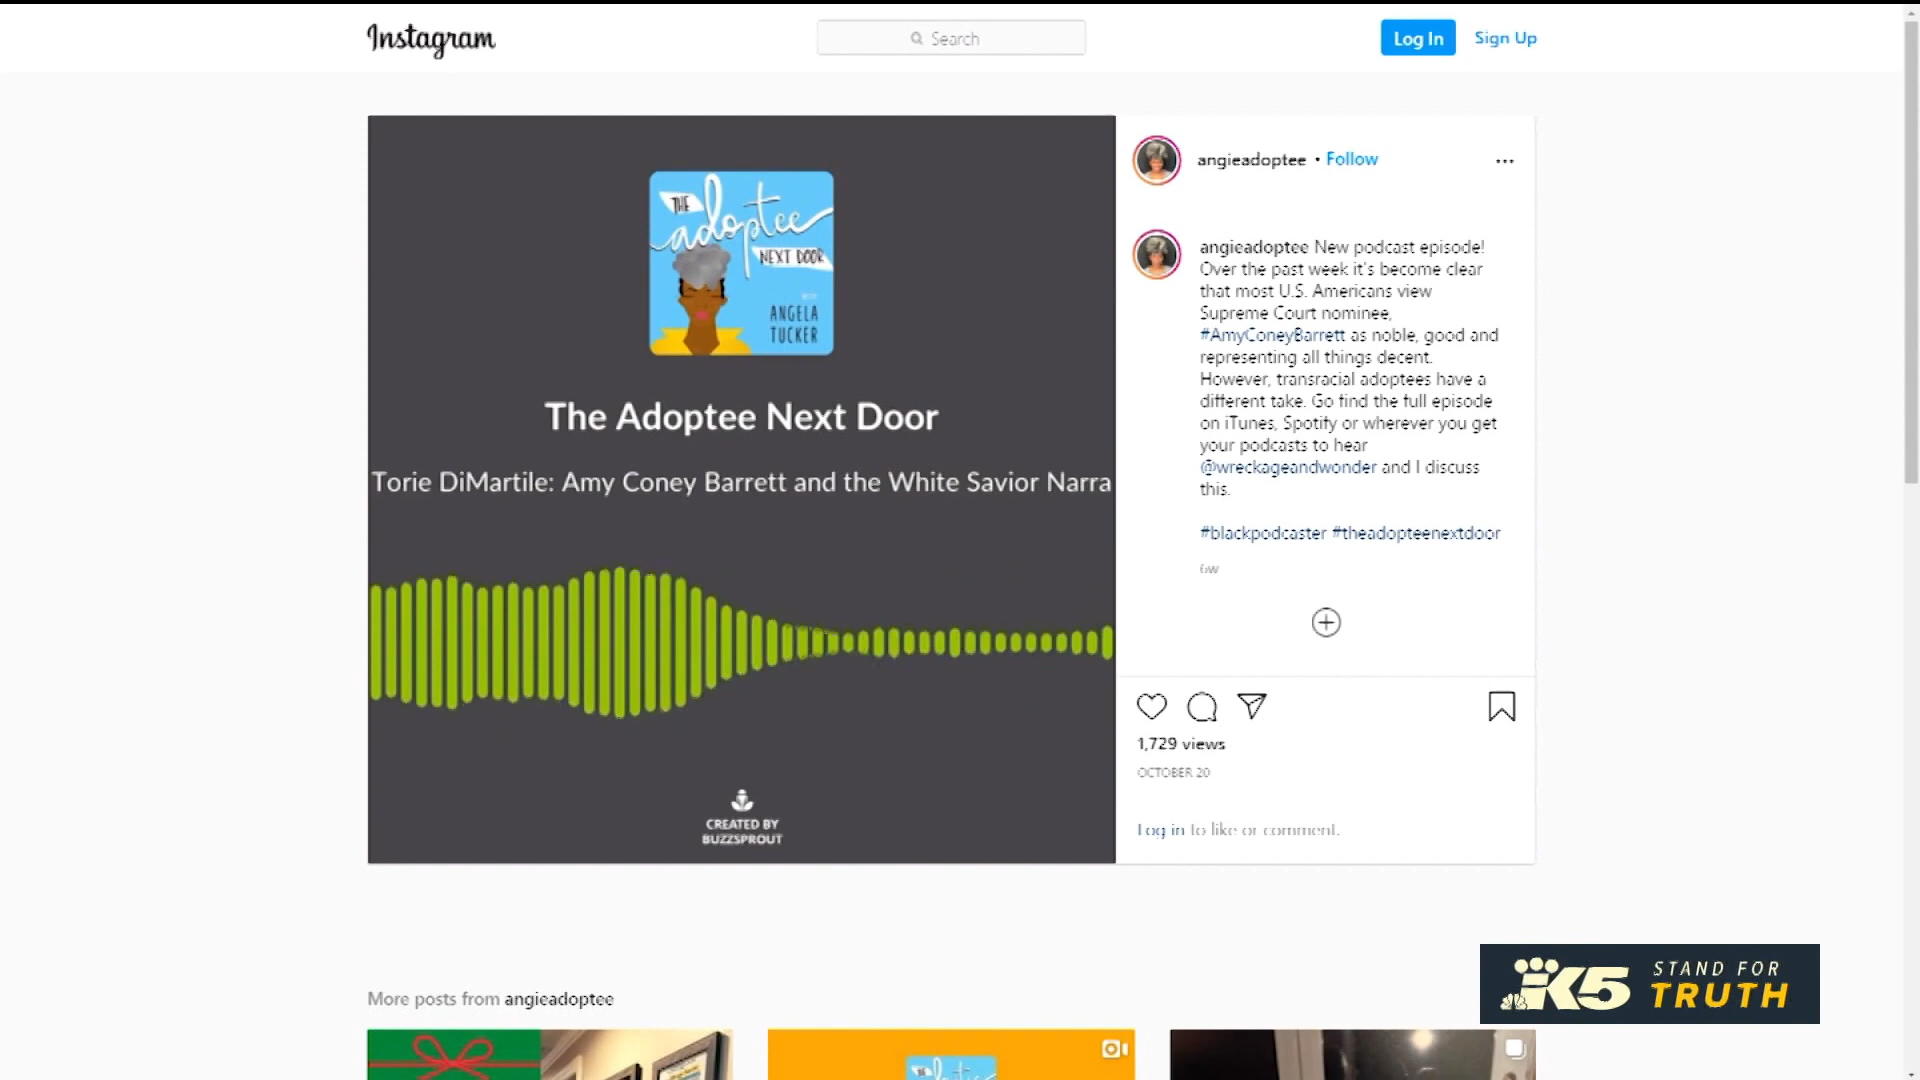 Instagram
Search
Log In
Sign Up
THE
adoptee
NEXT DOOR
WITH
ANGELA
TUCKER
The Adoptee Next Door
Torie DiMartile: Amy Coney Barrett and the White Savior Narra
CREATED BY
BUZZSPROUT
angieadoptee • Follow
angieadoptee New podcast episode!
Over the past week it's become clear
that most U.S. Americans view
Supreme Court nominee,
#AmyConeyBarrett as noble, good and
representing all things decent.
However, transracial adoptees have a
different take. Go find the full episode
on iTunes, Spotify or wherever you get
your podcasts to hear
@wreckageandwonder and I discuss
this.
#blackpodcaster #theadopteenextdoor
6w
1,729 views
OCTOBER 20
Log in to like or comment.
More posts from angieadoptee
K5
STAND FOR
TRUTH